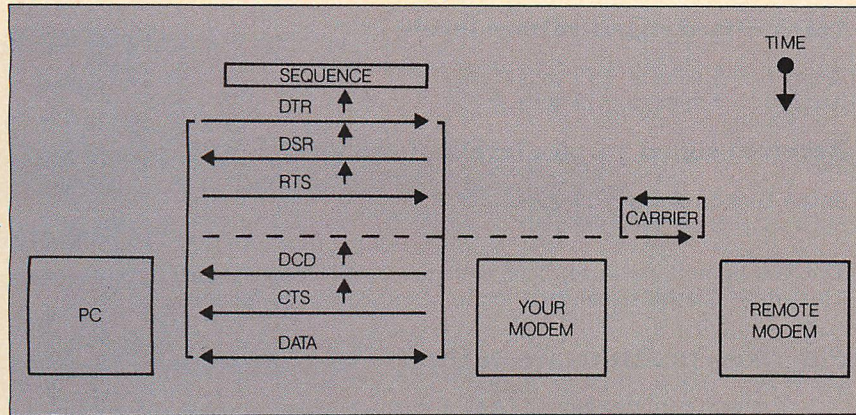 TIME
SEQUENCE
DTR
DSR
RTS
CARRIER
DCD
CTS
PC
YOUR
MODEM
REMOTE
MODEM
DATA